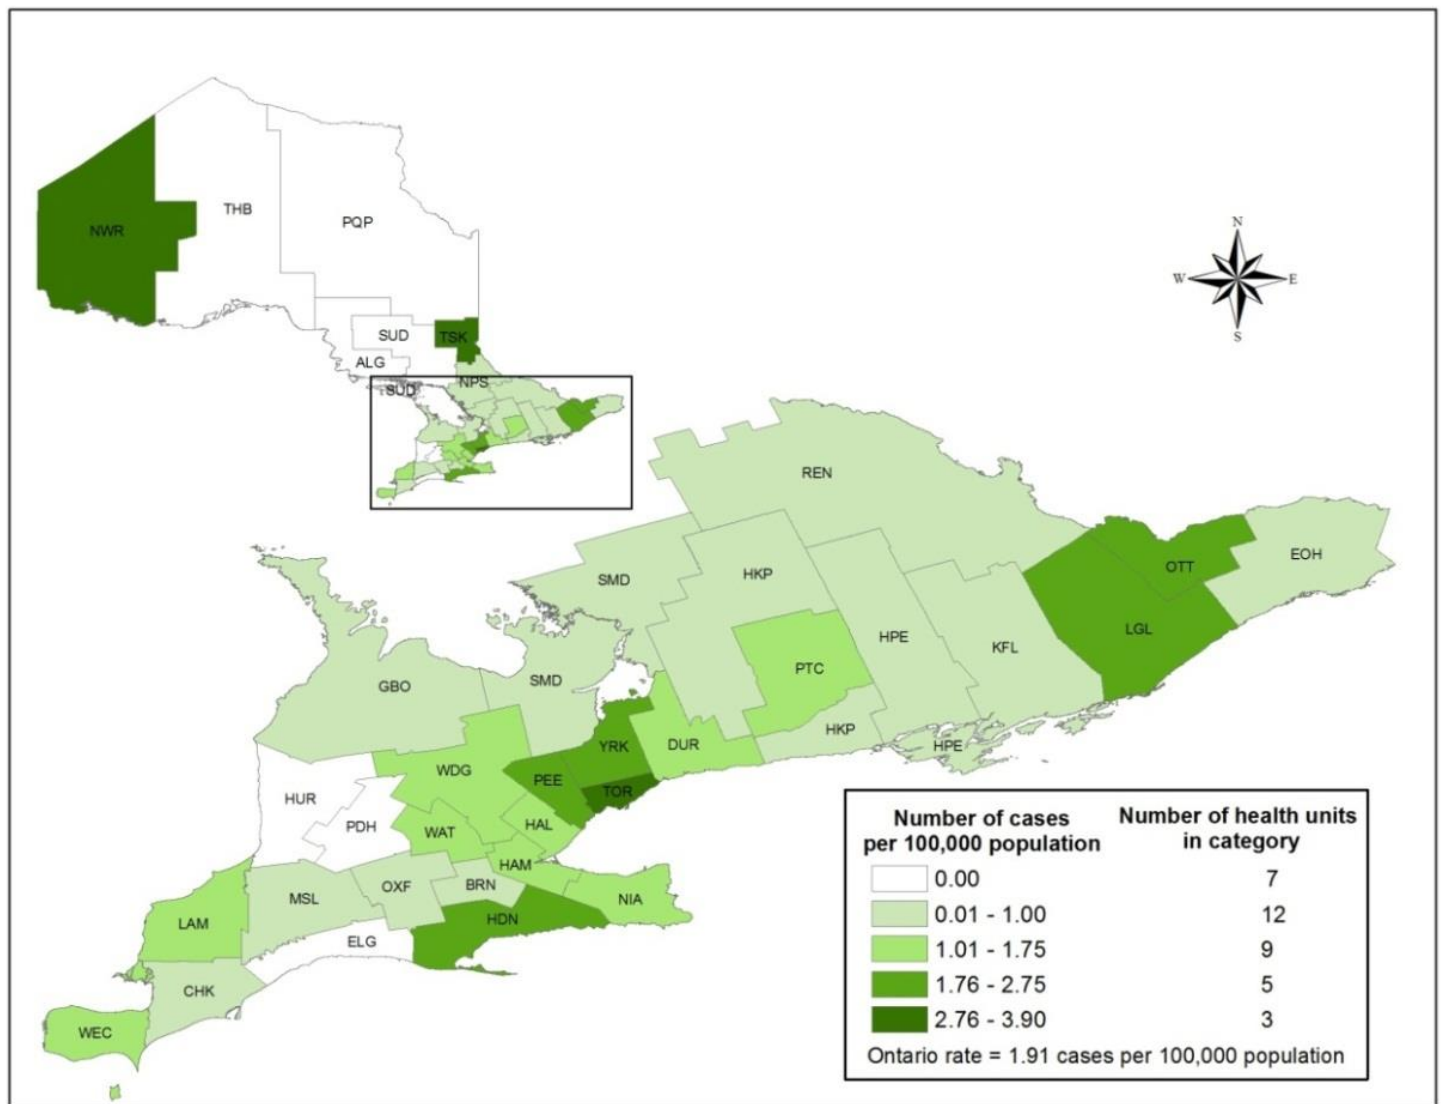 N
W E
S
NWR
THB
PQP
SUD
TSK
ALG
SUD
NPS
REN
SMD
HKP
OTT
EOH
LGL
HPE
KFL
PTC
GBO
SMD
HKP
HPE
YRK
DUR
WDG
PEE
TOR
HUR
PDH
WAT
HAL
HAM
MSL
OXF
BRN
NIA
LAM
HDN
ELG
CHK
WEC
Number of cases
per 100,000 population
Number of health units
in category
0.00 7
0.01 - 1.00 12
1.01 - 1.75 9
1.76 - 2.75 5
2.76 - 3.90 3
Ontario rate = 1.91 cases per 100,000 population